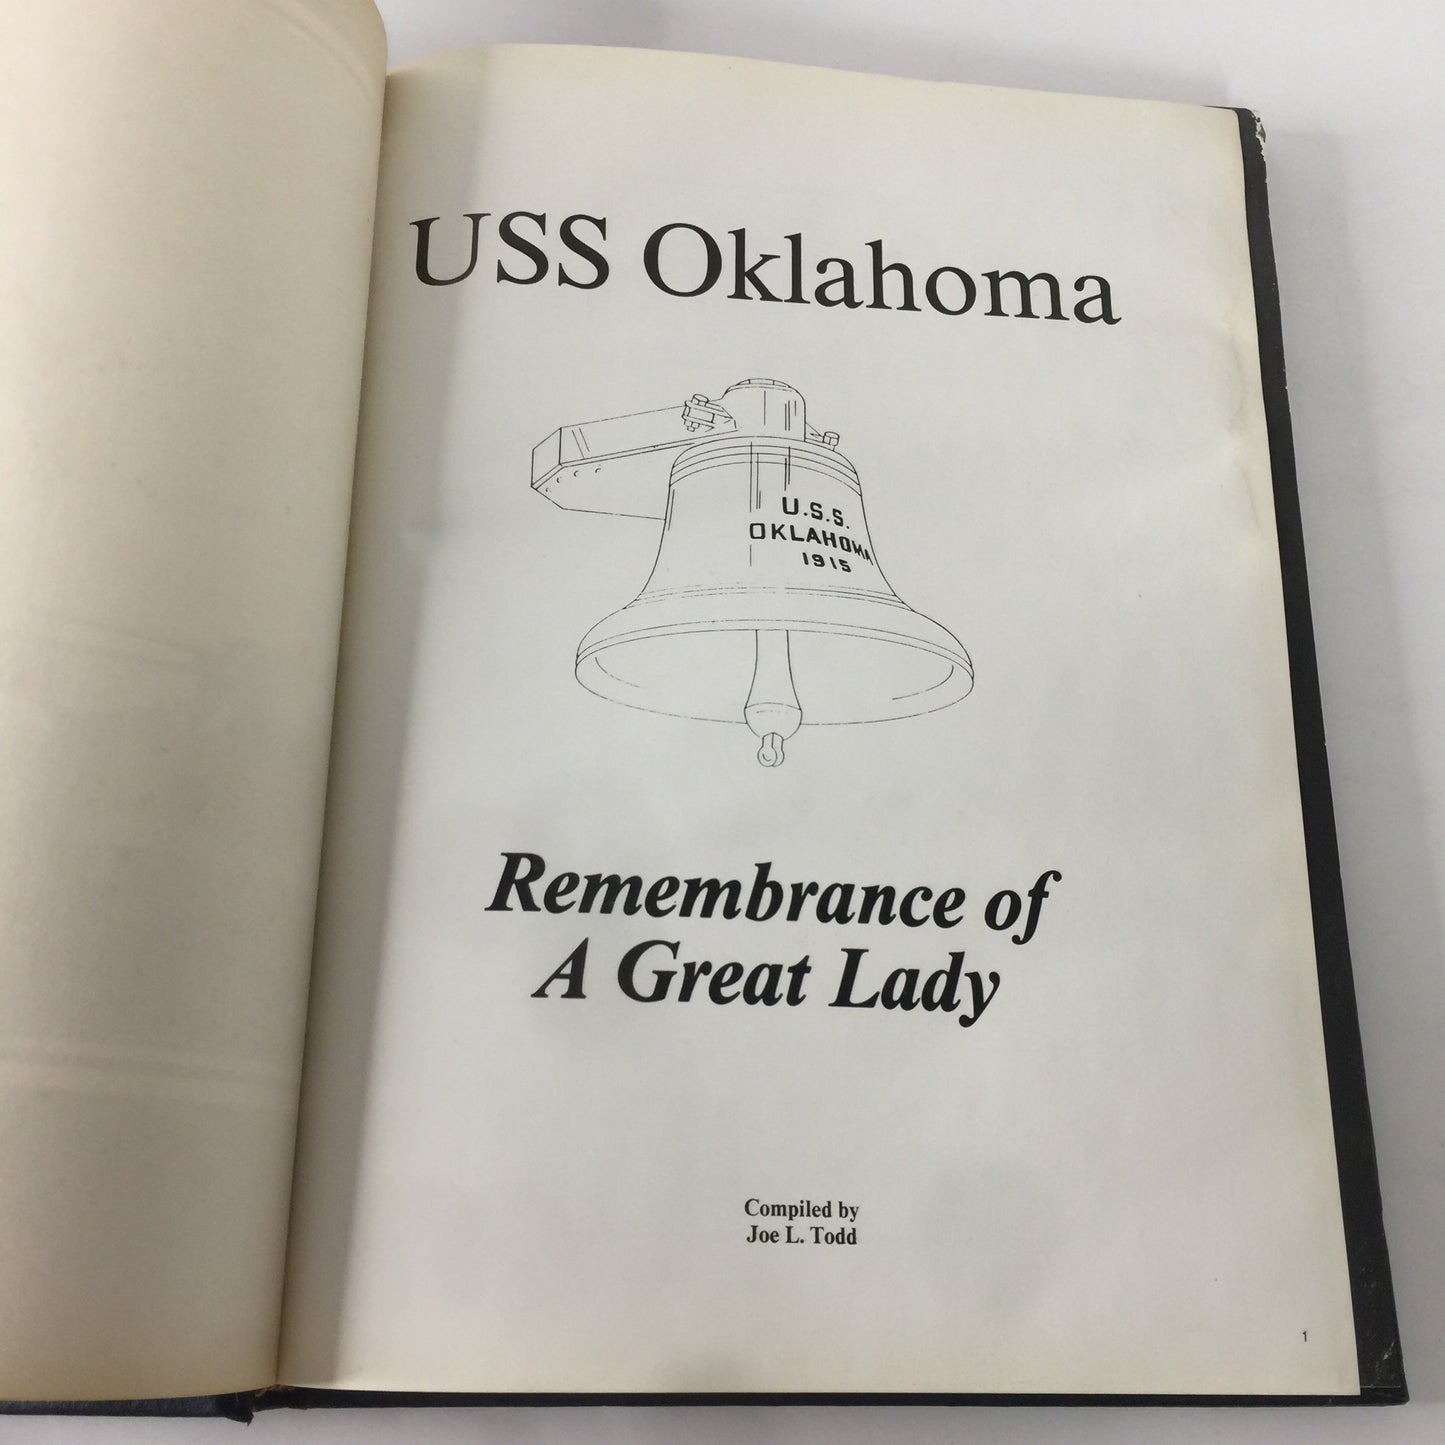 USS Oklahoma
U.S.S.
OKLAHOMA
1915
Remembrance of
A Great Lady
Compiled by
Joe L. Todd
1